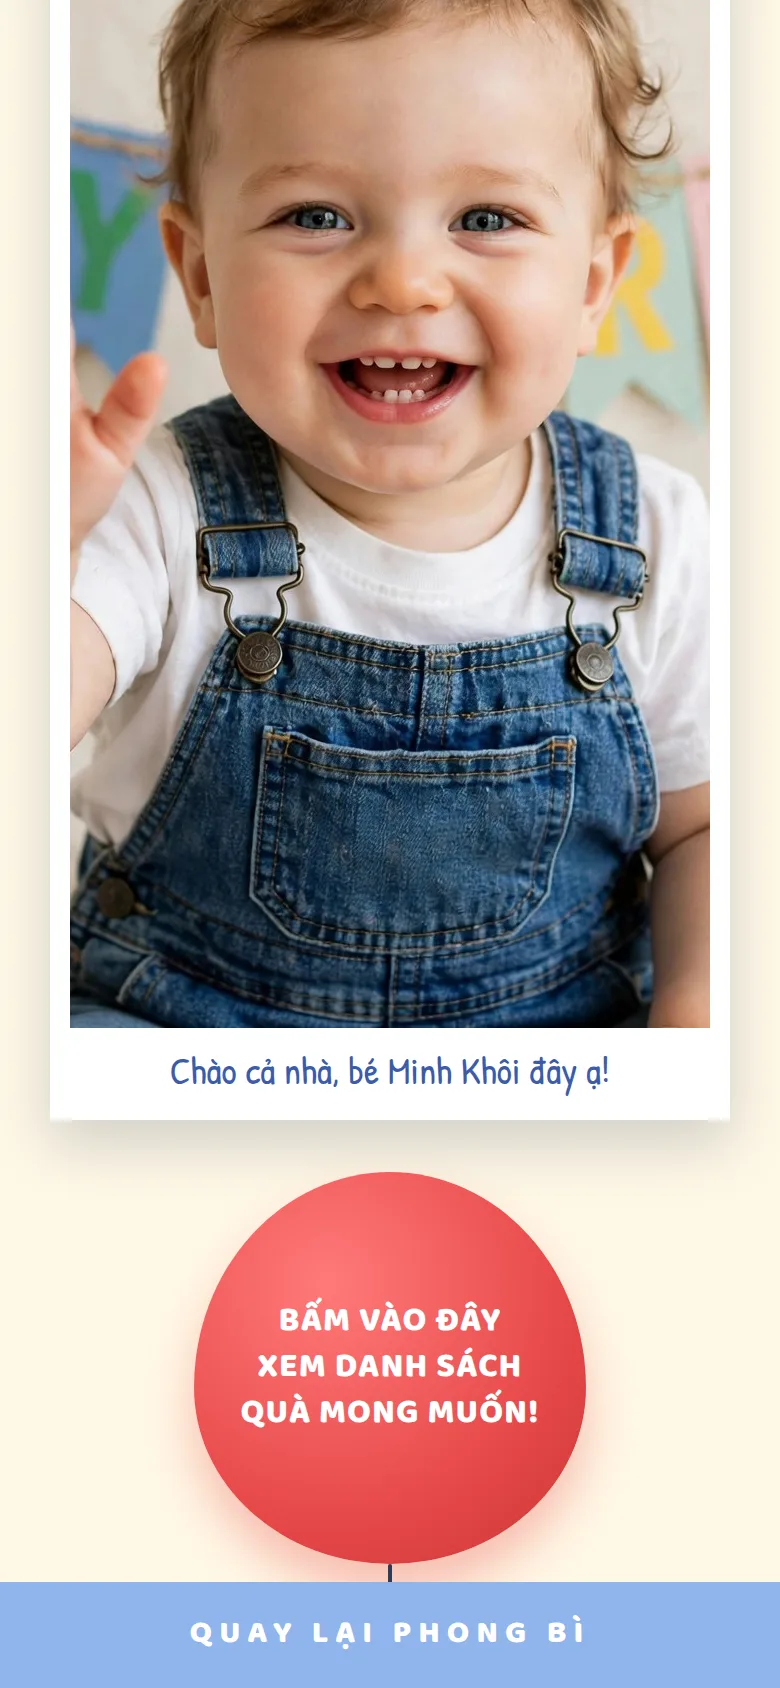 Y
R
Chào cả nhà, bé Minh Khôi đây ạ!
BẤM VÀO ĐÂY
XEM DANH SÁCH
QUÀ MONG MUỐN!
QUAY LẠI PHONG BÌ